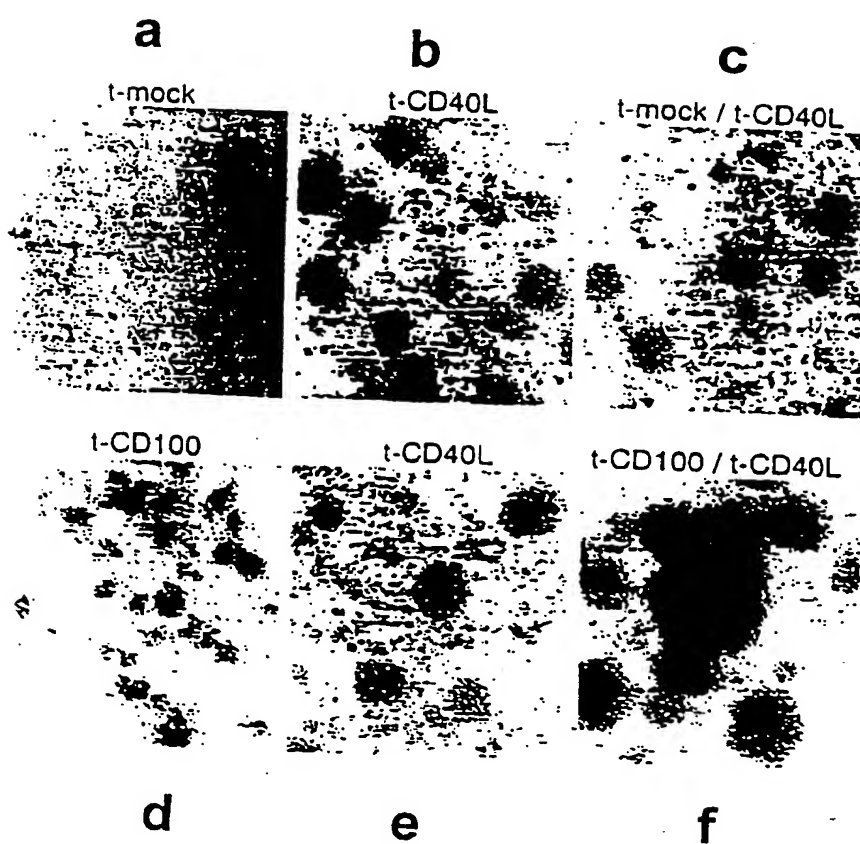 a b c
t-mock t-CD40L t-mock / t-CD40L
t-CD100 t-CD40L t-CD100 / t-CD40L
d e f